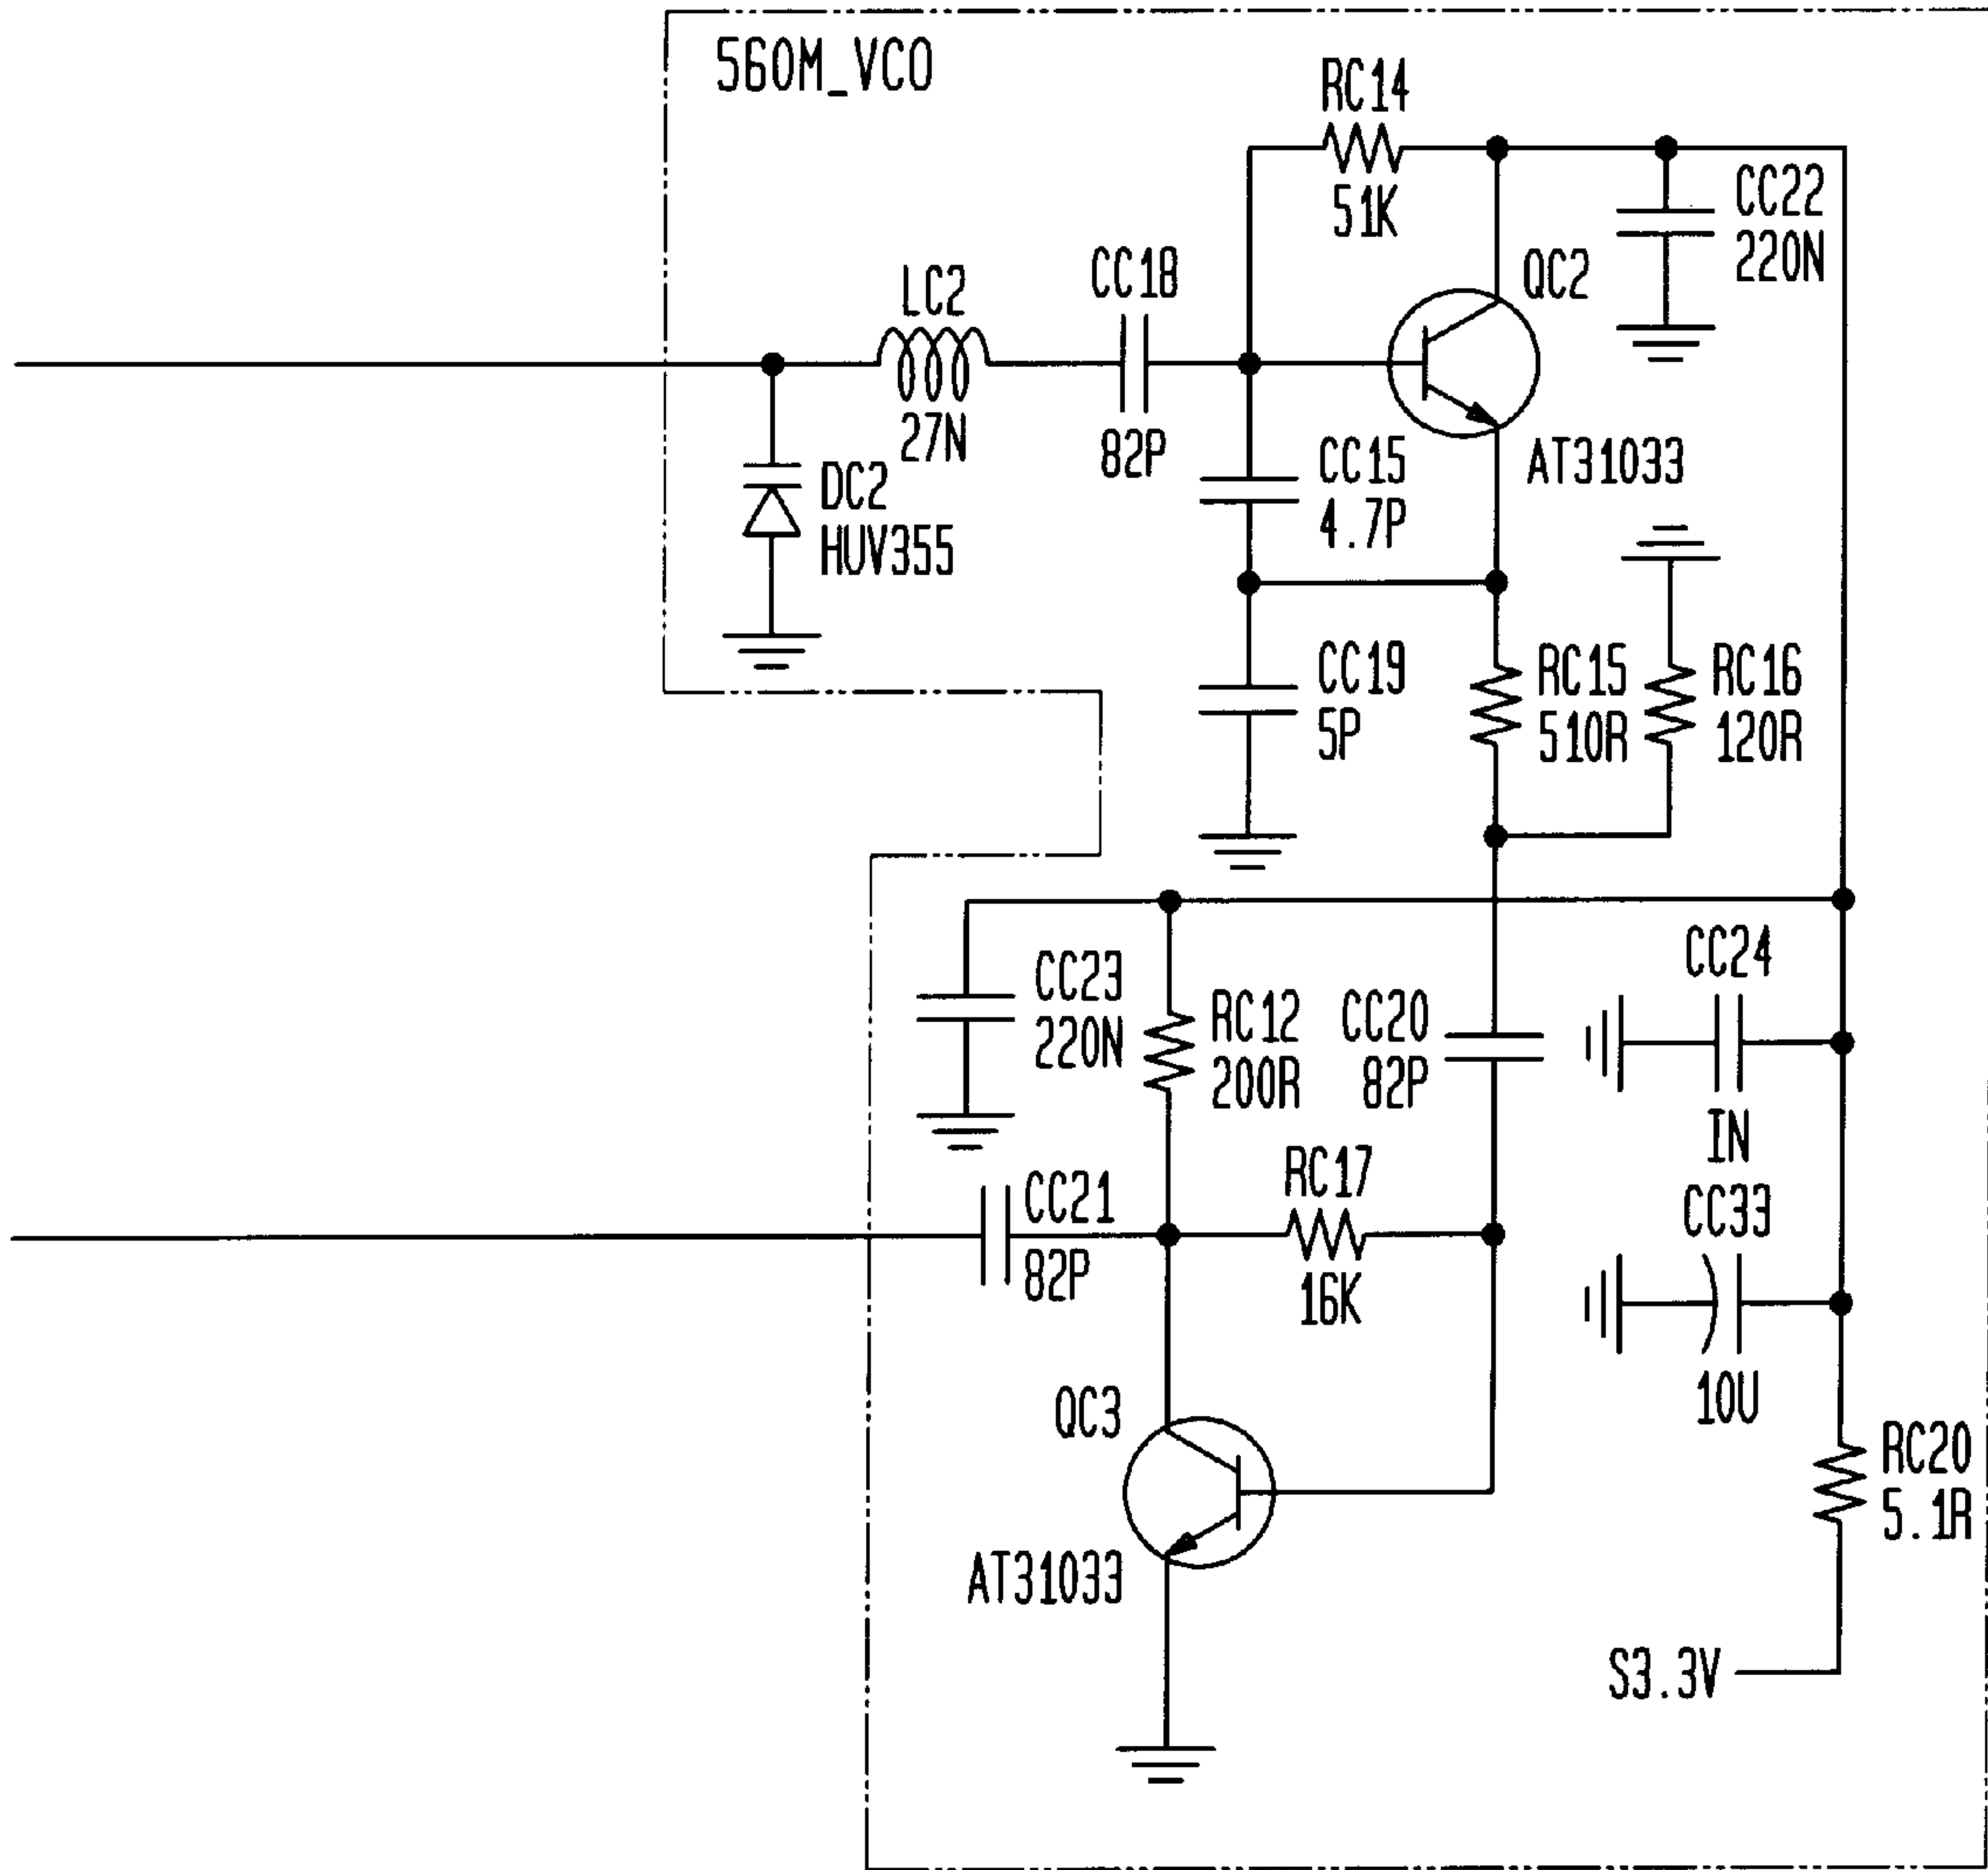 560M_VCO
RC14
51K
CC22
220N
QC2
AT31033
CC18
82P
LC2
27N
DC2
HUV355
CC15
4.7P
CC19
5P
RC15
510R
RC16
120R
CC23
220N
RC12
200R
CC20
82P
CC24
IN
CC21
82P
RC17
16K
CC33
10U
QC3
AT31033
RC20
5.1R
S3.3V